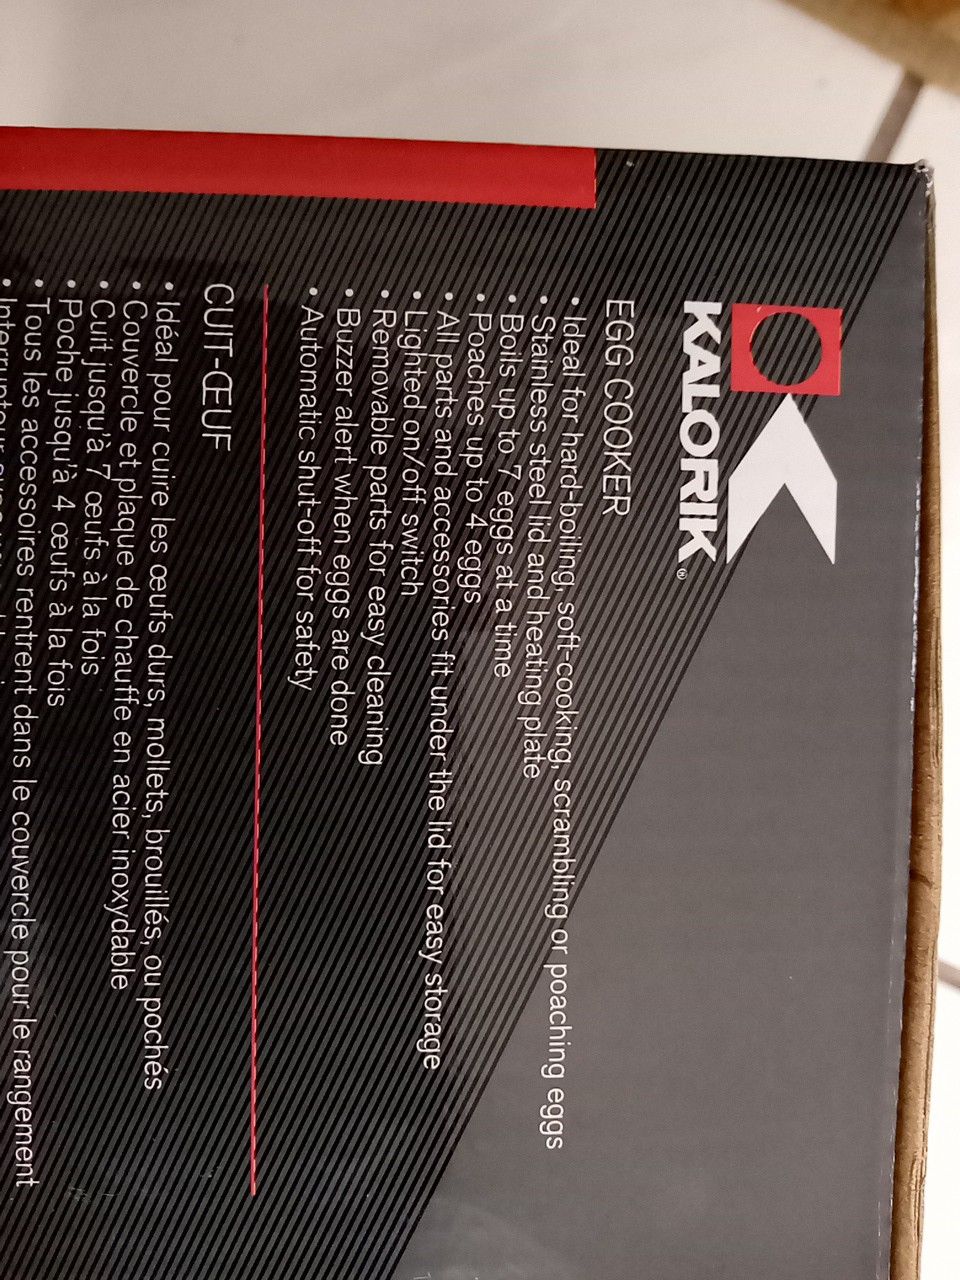 KALORIK®
EGG COOKER
• Ideal for hard-boiling, soft-cooking, scrambling or poaching eggs
• Stainless steel lid and heating plate
• Boils up to 7 eggs at a time
• Poaches up to 4 eggs
• All parts and accessories fit under the lid for easy storage
• Lighted on/off switch
• Removable parts for easy cleaning
• Buzzer alert when eggs are done
• Automatic shut-off for safety
CUIT-ŒUF
• Idéal pour cuire les œufs durs, mollets, brouillés, ou pochés
• Couvercle et plaque de chauffe en acier inoxydable
• Cuit jusqu'à 7 œufs à la fois
• Poche jusqu'à 4 œufs à la fois
• Tous les accessoires rentrent dans le couvercle pour le rangement
• Interrupteur